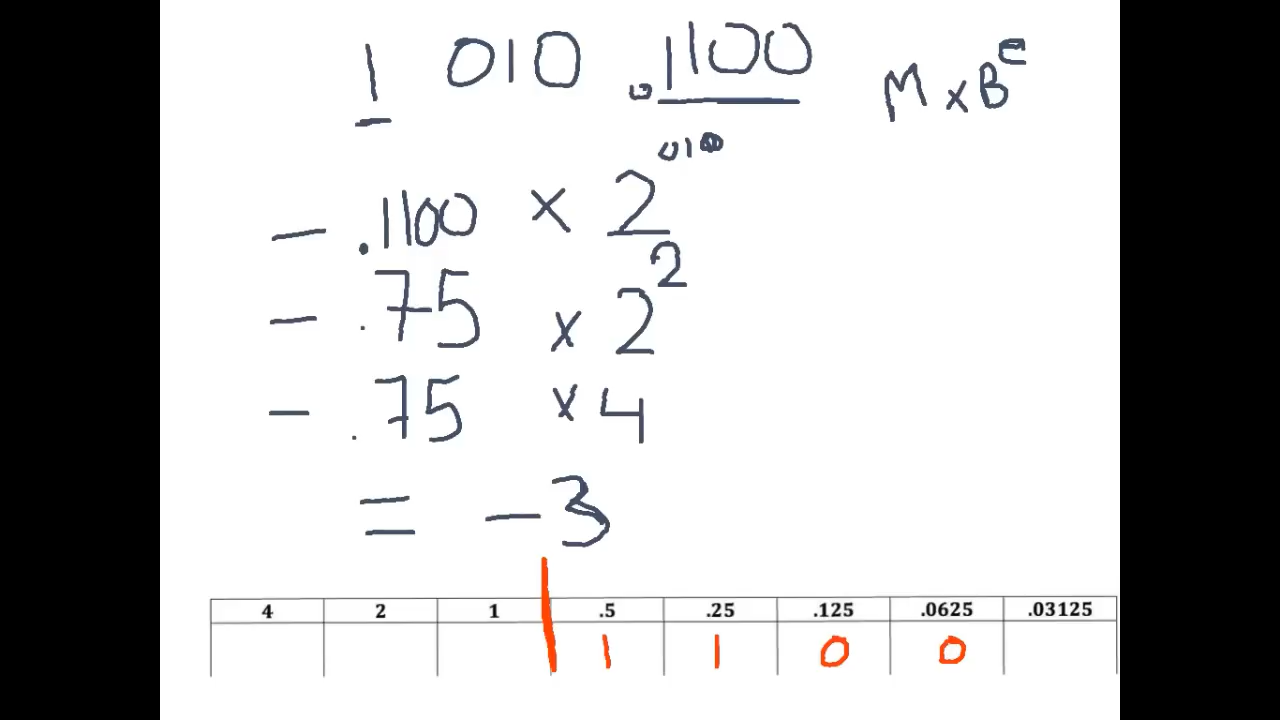 1 010 .1100 M x B^e
010
- .1100 x 2
2
- .75 x 2
- .75 x 4
= -3
4 2 1 .5 .25 .125 .0625 .03125
1 1 0 0